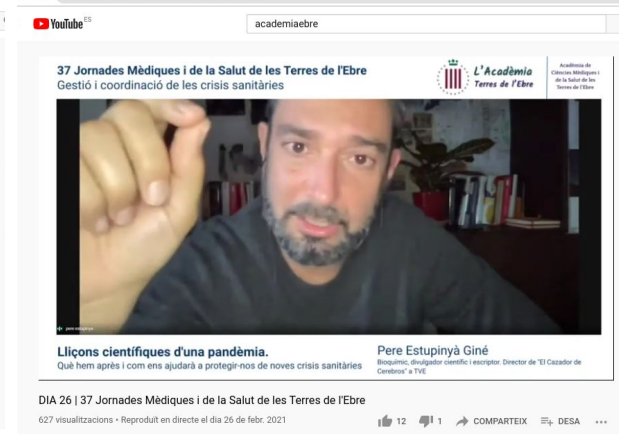 YouTube ES
academiaebre
37 Jornades Mèdiques i de la Salut de les Terres de l'Ebre
Gestió i coordinació de les crisis sanitàries
L'Acadèmia
Terres de l'Ebre
Acadèmia de
Ciències Mèdiques i
de la Salut de les
Terres de l'Ebre
pere estupinya
Lliçons científiques d'una pandèmia.
Què hem après i com ens ajudarà a protegir-nos de noves crisis sanitàries
Pere Estupinyà Giné
Bioquímic, divulgador científic i escriptor. Director de "El Cazador de
Cerebros" a TVE
DIA 26 | 37 Jornades Mèdiques i de la Salut de les Terres de l'Ebre
627 visualitzacions • Reproduït en directe el dia 26 de febr. 2021
12 1 COMPARTEIX DESA